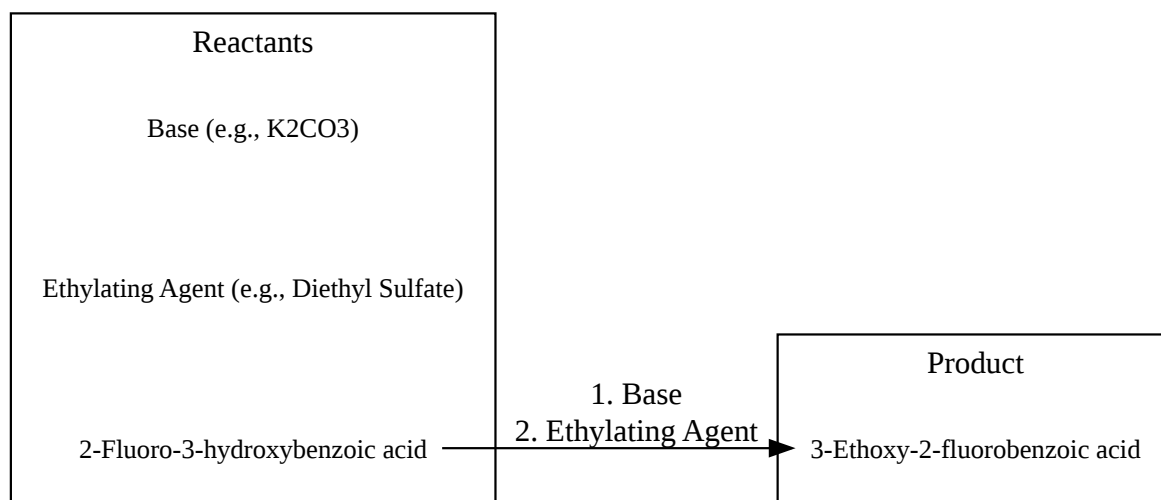 Reactants
Base (e.g., K2CO3)
Ethylating Agent (e.g., Diethyl Sulfate)
2-Fluoro-3-hydroxybenzoic acid
1. Base
2. Ethylating Agent
Product
3-Ethoxy-2-fluorobenzoic acid